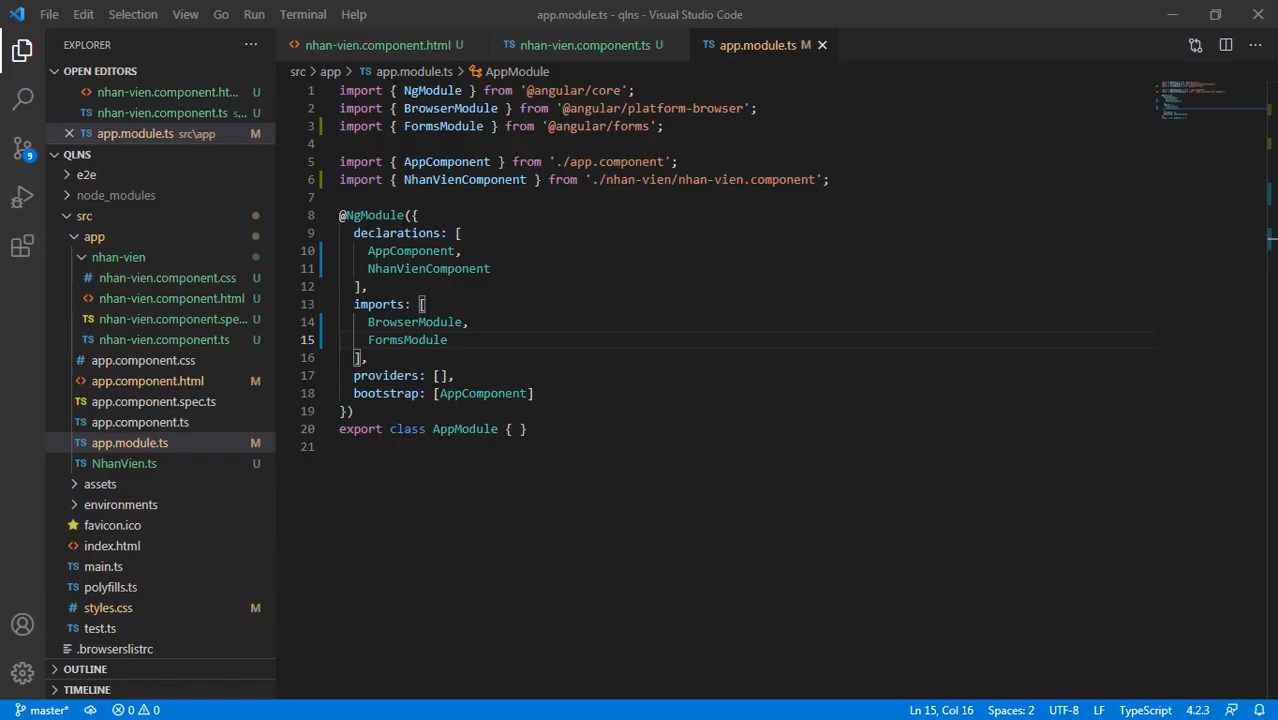 File Edit Selection View Go Run Terminal Help
app.module.ts - qlns - Visual Studio Code
EXPLORER
OPEN EDITORS
nhan-vien.component.ht...
U
nhan-vien.component.ts s...
U
app.module.ts src\app
M
QLNS
e2e
node_modules
src
app
nhan-vien
nhan-vien.component.css
U
nhan-vien.component.html
U
nhan-vien.component.spe...
U
nhan-vien.component.ts
U
app.component.css
app.component.html
M
app.component.spec.ts
app.component.ts
app.module.ts
M
NhanVien.ts
U
assets
environments
favicon.ico
index.html
main.ts
polyfills.ts
styles.css
M
test.ts
.browserslistrc
OUTLINE
TIMELINE
9
nhan-vien.component.html U
TS nhan-vien.component.ts U
TS app.module.ts M
src > app > TS app.module.ts > AppModule
1 import { NgModule } from '@angular/core';
2 import { BrowserModule } from '@angular/platform-browser';
3 import { FormsModule } from '@angular/forms';
4
5 import { AppComponent } from './app.component';
6 import { NhanVienComponent } from './nhan-vien/nhan-vien.component';
7
8 @NgModule({
9 declarations: [
10 AppComponent,
11 NhanVienComponent
12 ],
13 imports: [
14 BrowserModule,
15 FormsModule
16 ],
17 providers: [],
18 bootstrap: [AppComponent]
19 })
20 export class AppModule { }
21
master*
0 0
Ln 15, Col 16
Spaces: 2
UTF-8
LF
TypeScript
4.2.3